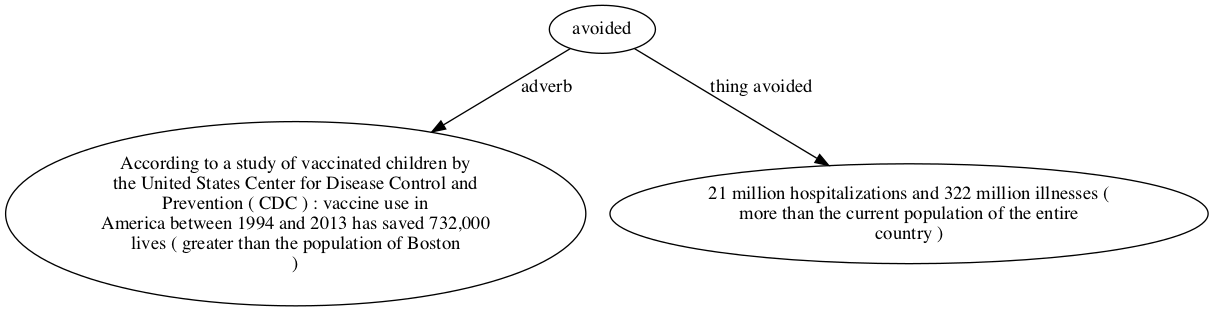 avoided
adverb
thing avoided
According to a study of vaccinated children by
the United States Center for Disease Control and
Prevention ( CDC ) : vaccine use in
America between 1994 and 2013 has saved 732,000
lives ( greater than the population of Boston
)
21 million hospitalizations and 322 million illnesses (
more than the current population of the entire
country )